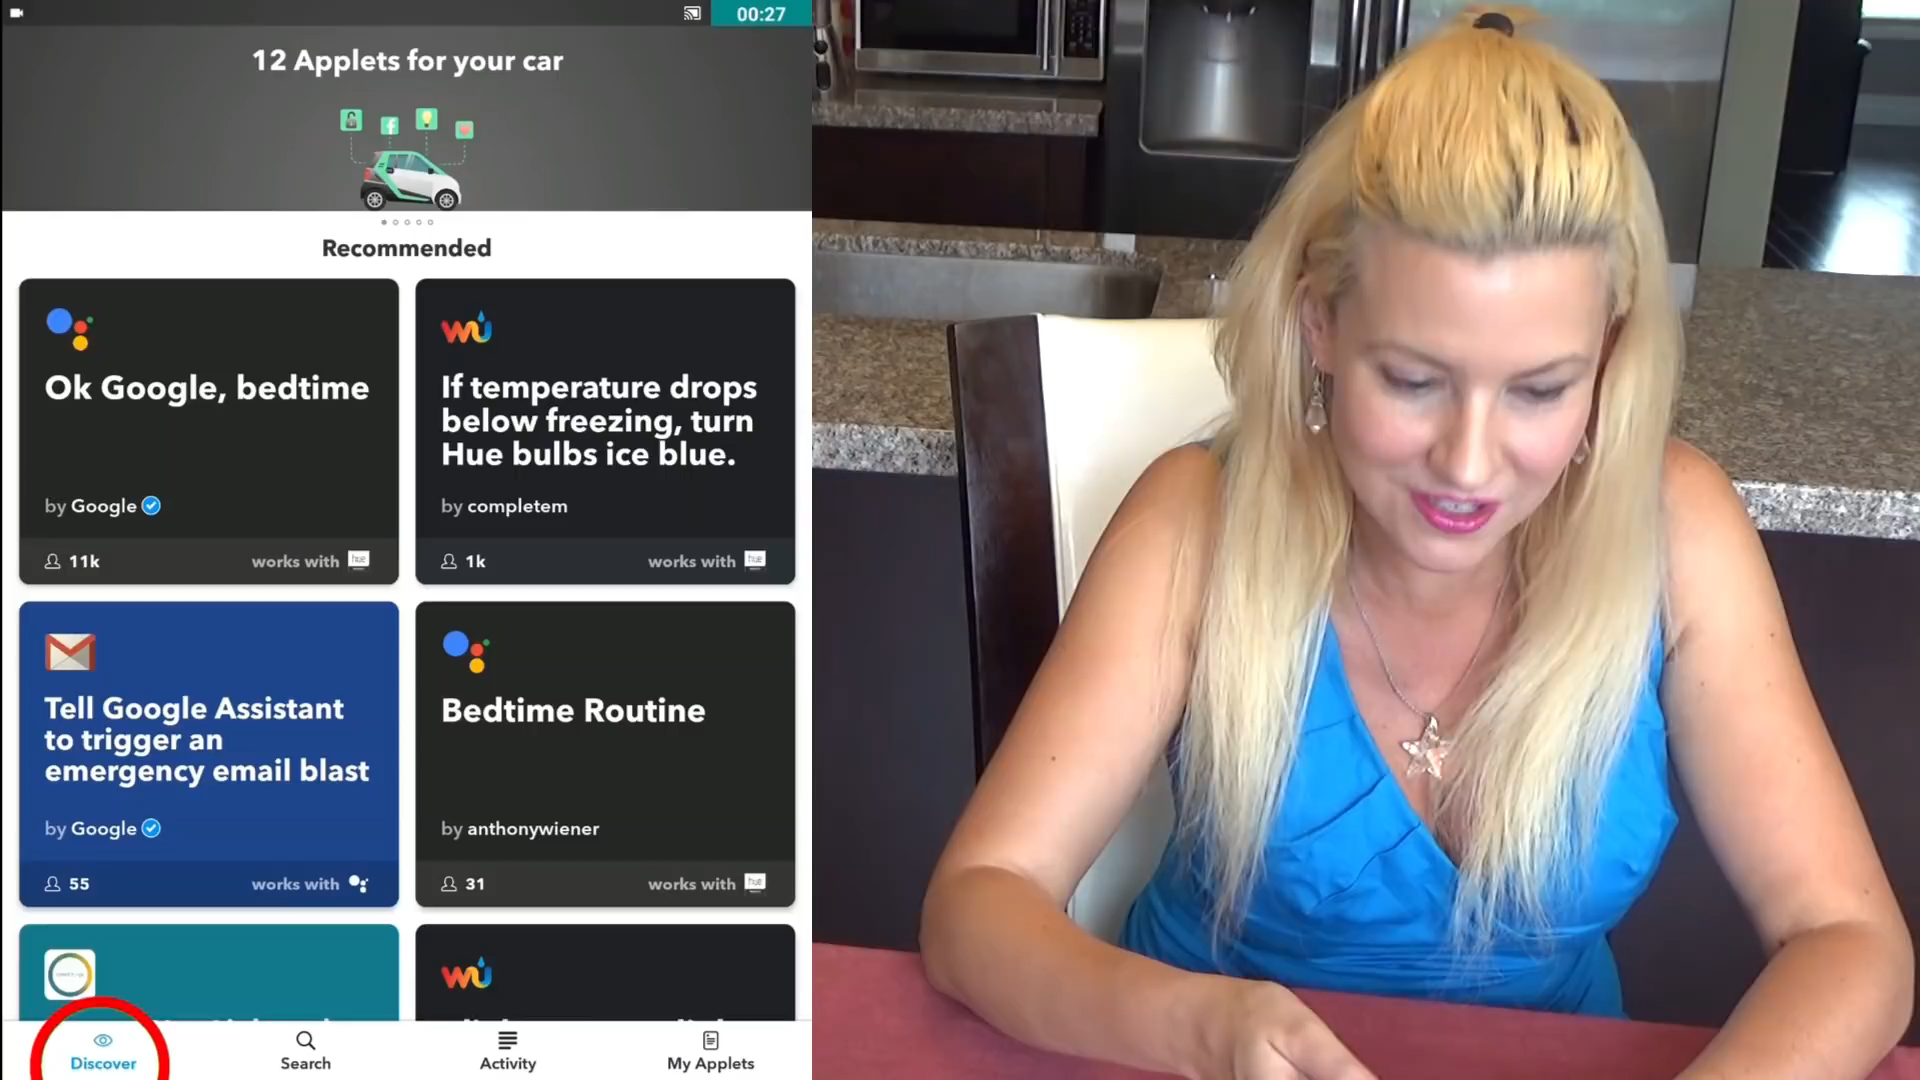 00:27
12 Applets for your car
Recommended
Ok Google, bedtime
by Google
11k
works with hue
If temperature drops
below freezing, turn
Hue bulbs ice blue.
by completem
1k
works with hue
Tell Google Assistant
to trigger an
emergency email blast
by Google
55
works with
Bedtime Routine
by anthonywiener
31
works with hue
Discover
Search
Activity
My Applets